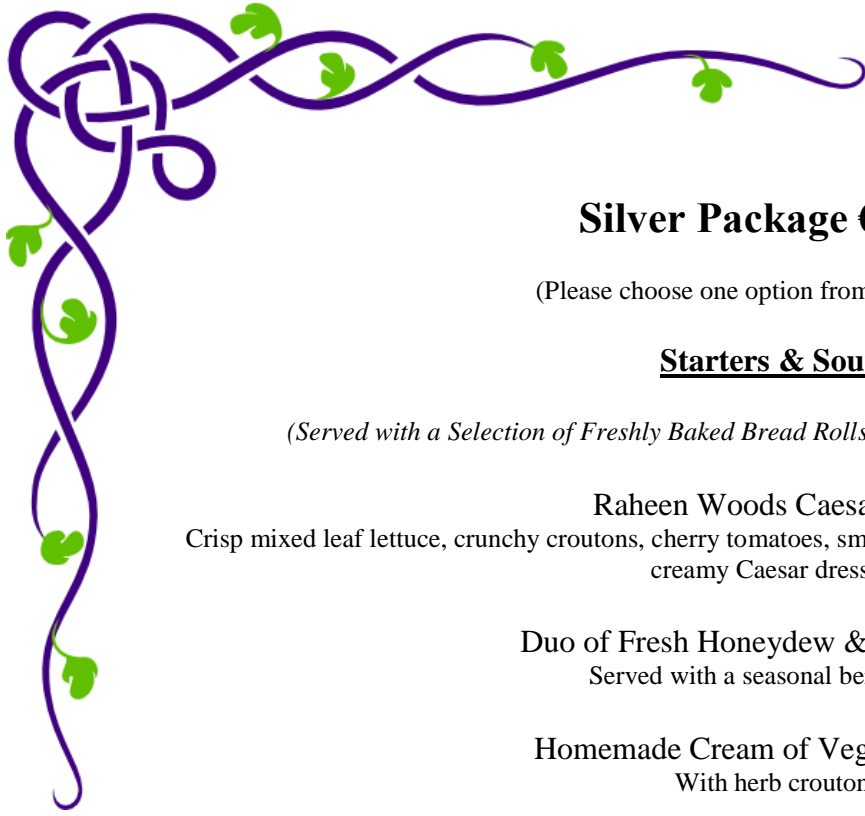 Silver Package
(Please choose one option from
Starters & Sou
(Served with a Selection of Freshly Baked Bread Rolls
Raheen Woods Caesa
Crisp mixed leaf lettuce, crunchy croutons, cherry tomatoes, sm
creamy Caesar dress
Duo of Fresh Honeydew &
Served with a seasonal be
Homemade Cream of Veg
With herb crouton